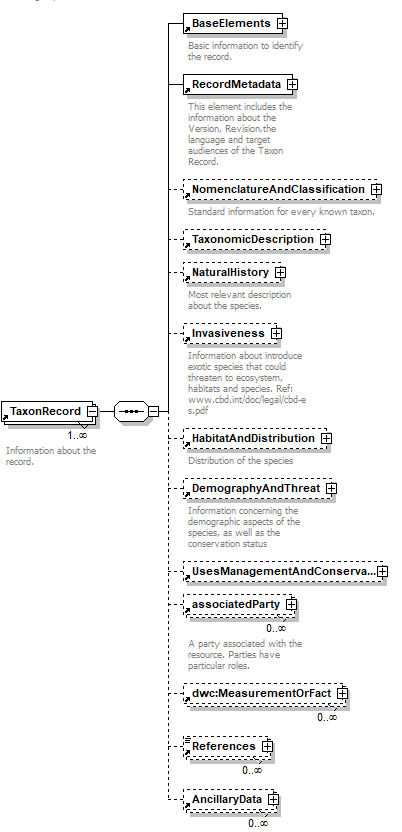 BaseElements
Basic information to identify
the record.
RecordMetadata
This element includes the
information about the
Version, Revision,the
language and target
audiences of the Taxon
Record.
NomenclatureAndClassification
Standard information for every known taxon.
TaxonomicDescription
NaturalHistory
Most relevant description
about the species.
Invasiveness
Information about introduce
exotic species that could
threaten to ecosystem,
habitats and species. Ref:
www.cbd.int/doc/legal/cbd-e
s.pdf
TaxonRecord
1..∞
Information about the
record.
HabitatAndDistribution
Distribution of the species
DemographyAndThreat
Information concerning the
demographic aspects of the
species, as well as the
conservation status
UsesManagementAndConserva...
associatedParty
0..∞
A party associated with the
resource. Parties have
particular roles.
dwc:MeasurementOrFact
0..∞
References
0..∞
AncillaryData
0..∞